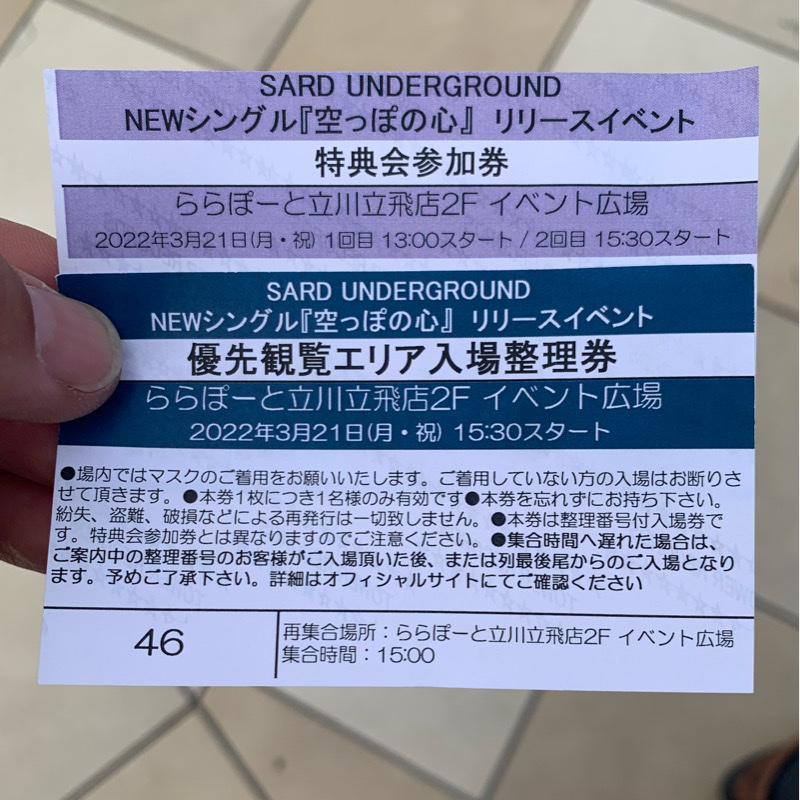 SARD UNDERGROUND
NEWシングル『空っぽの心』 リリースイベント
特典会参加券
ららぽーと立川立飛店2F イベント広場
2022年3月21日(月・祝) 1回目 13:00スタート / 2回目 15:30スタート
SARD UNDERGROUND
NEWシングル『空っぽの心』 リリースイベント
優先観覧エリア入場整理券
ららぽーと立川立飛店2F イベント広場
2022年3月21日(月・祝) 15:30スタート
●場内ではマスクのご着用をお願いいたします。ご着用していない方の入場はお断りさ
せて頂きます。●本券1枚につき1名様のみ有効です●本券を忘れずにお持ち下さい。
紛失、盗難、破損などによる再発行は一切致しません。●本券は整理番号付入場券で
す。特典会参加券とは異なりますのでご注意ください。●集合時間へ遅れた場合は、
ご案内中の整理番号のお客様がご入場頂いた後、または列最後尾からのご入場となり
ます。予めご了承下さい。詳細はオフィシャルサイトにてご確認ください
46
再集合場所：ららぽーと立川立飛店2F イベント広場
集合時間：15:00